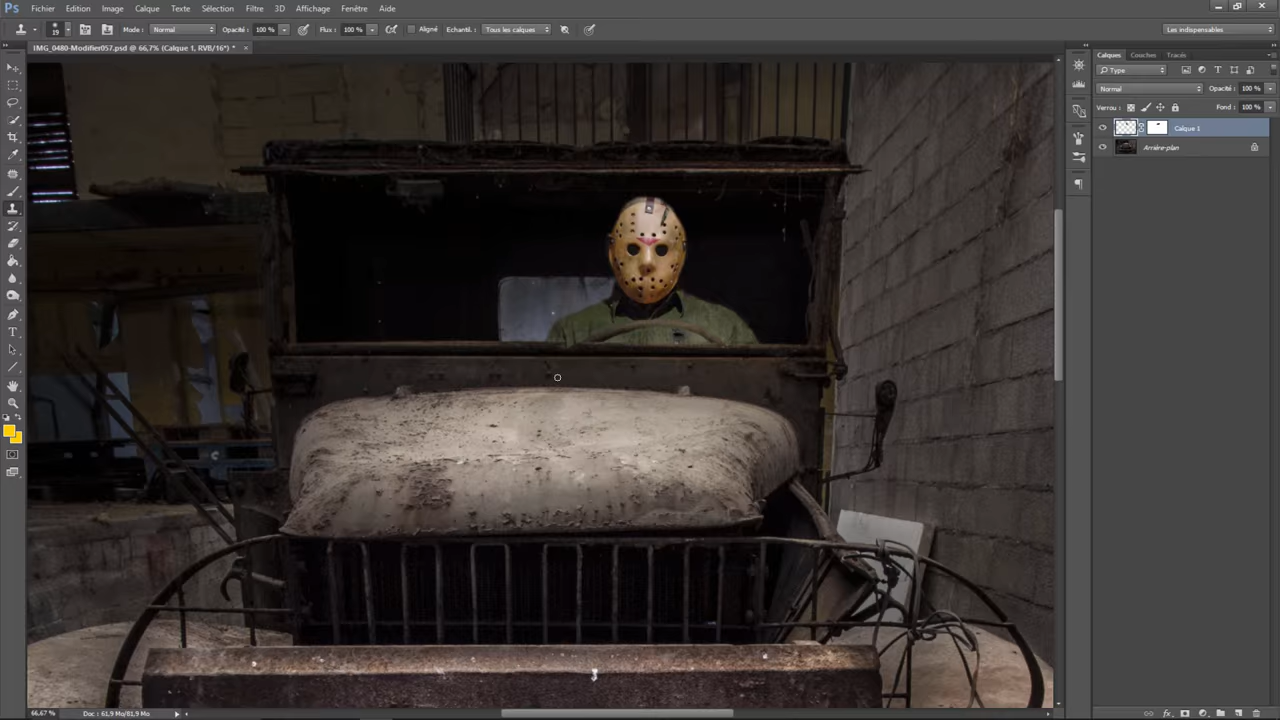 Ps Fichier Edition Image Calque Texte Sélection Filtre 3D Affichage Fenêtre Aide
19 Mode : Normal Opacité : 100 % Flux : 100 % Aligné Echantil. : Tous les calques Les indispensables
IMG_0480-Modifier057.psd @ 66,7% (Calque 1, RVB/16*) * ×
Calques Couches Tracés
Type
Normal Opacité : 100 %
Verrou : Fond : 100 %
Calque 1
Arrière-plan
66,67 % Doc : 61,9 Mo/81,9 Mo